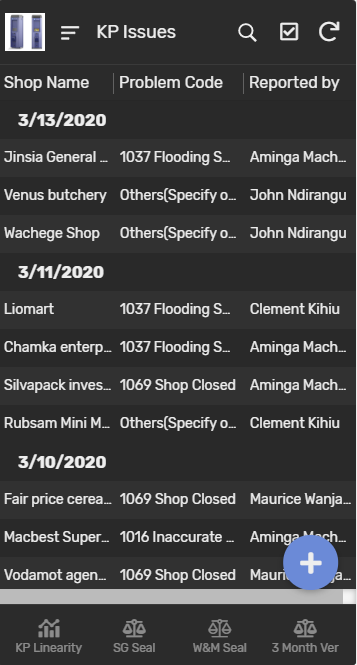 KP Issues
Shop Name Problem Code Reported by
3/13/2020
Jinsia General ... 1037 Flooding S... Aminga Mach...
Venus butchery Others(Specify o... John Ndirangu
Wachege Shop Others(Specify o... John Ndirangu
3/11/2020
Liomart 1037 Flooding S... Clement Kihiu
Chamka enterp... 1037 Flooding S... Aminga Mach...
Silvapack inves... 1069 Shop Closed Aminga Mach...
Rubsam Mini M... Others(Specify o... Clement Kihiu
3/10/2020
Fair price cerea... 1069 Shop Closed Maurice Wanja...
Macbest Super... 1016 Inaccurate ... Aminga Mach...
Vodamot agen... 1069 Shop Closed Maurice Wanja...
KP Linearity SG Seal W&M Seal 3 Month Ver